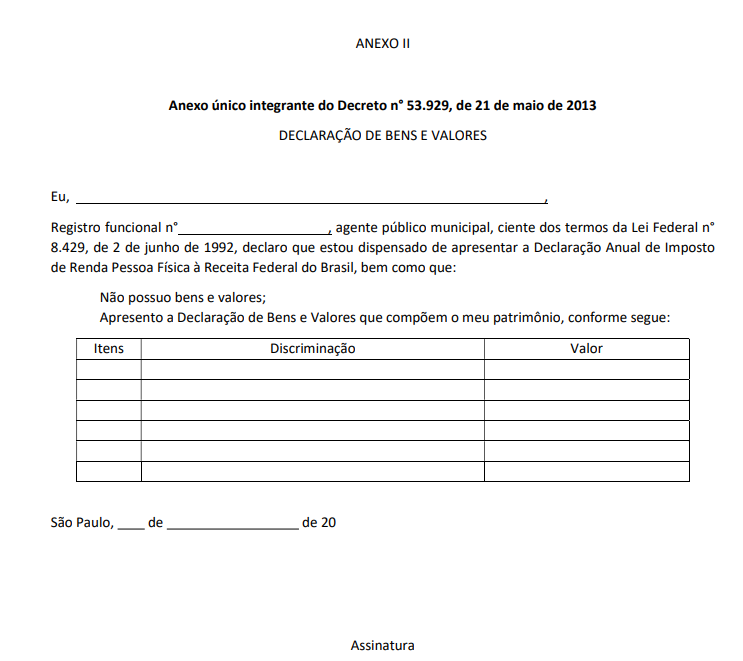 ANEXO II
Anexo único integrante do Decreto n° 53.929, de 21 de maio de 2013
DECLARAÇÃO DE BENS E VALORES
Eu, ______________________________________________________________,
Registro funcional n°____________________, agente público municipal, ciente dos termos da Lei Federal n°
8.429, de 2 de junho de 1992, declaro que estou dispensado de apresentar a Declaração Anual de Imposto
de Renda Pessoa Física à Receita Federal do Brasil, bem como que:
Não possuo bens e valores;
Apresento a Declaração de Bens e Valores que compõem o meu patrimônio, conforme segue:
Itens Discriminação Valor
São Paulo, ____ de __________________ de 20
Assinatura